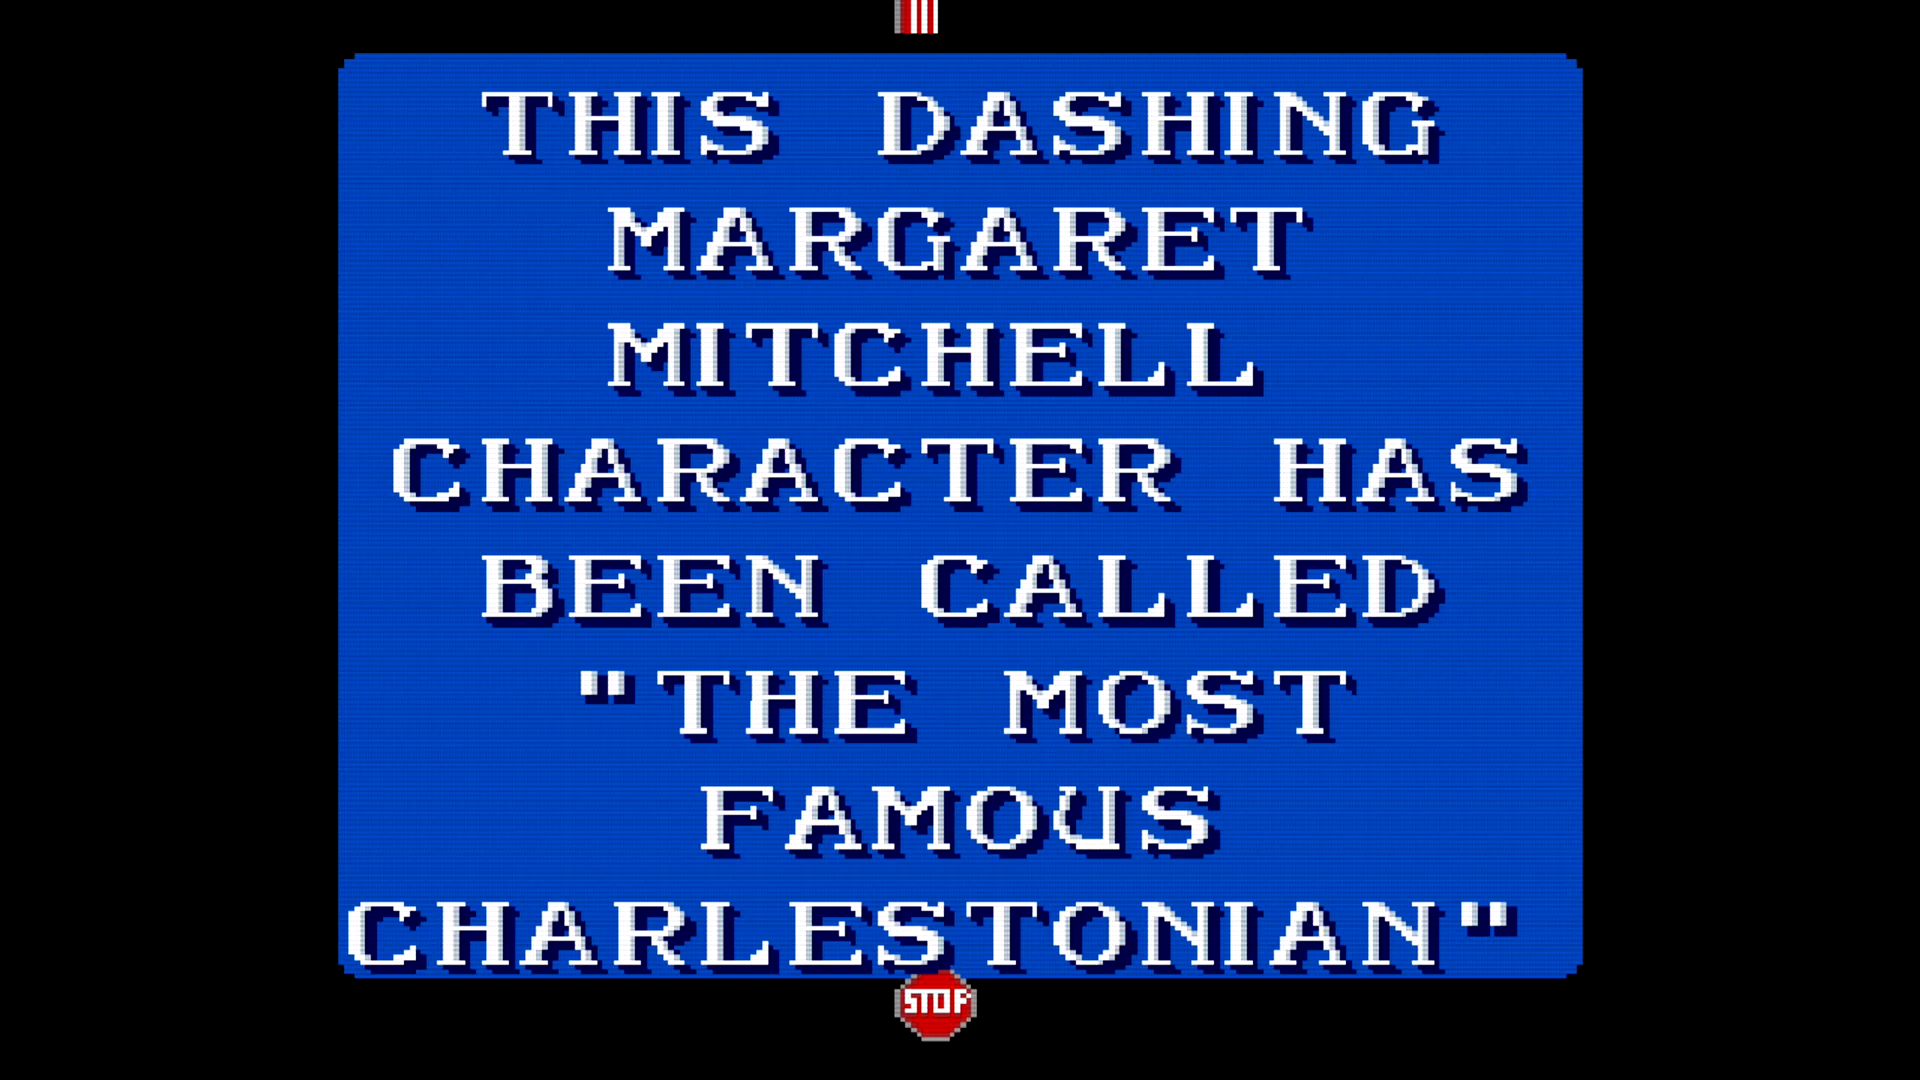 THIS DASHING
MARGARET
MITCHELL
CHARACTER HAS
BEEN CALLED
"THE MOST
FAMOUS
CHARLESTONIAN"
STOP